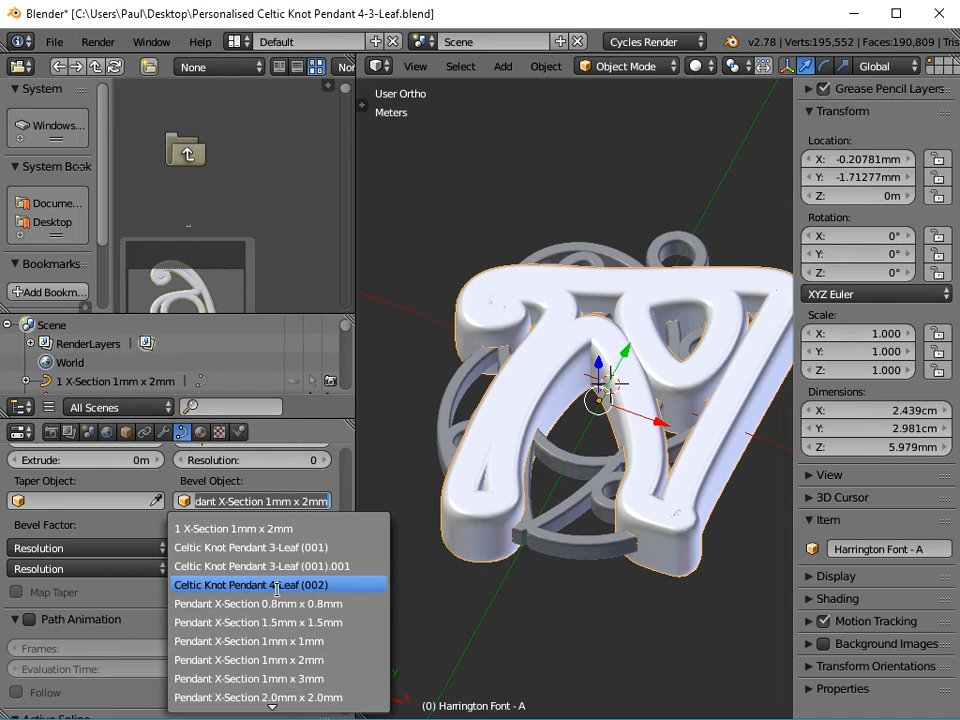 Blender* [C:\Users\Paul\Desktop\Personalised Celtic Knot Pendant 4-3-Leaf.blend]
File Render Window Help Default Scene Cycles Render v2.78 | Verts:195,552 | Faces:190,809 | Tris
None Nor View Select Add Object Object Mode Global
System
Windows...
System Book
Docume...
Desktop
Bookmarks
Add Bookm...
..
Scene
RenderLayers
World
1 X-Section 1mm x 2mm
All Scenes
Extrude: 0m Resolution: 0
Taper Object: Bevel Object:
dant X-Section 1mm x 2mm
Bevel Factor:
Resolution
Resolution
Map Taper
Path Animation
Frames:
Evaluation Time:
Follow
Active Spline
1 X-Section 1mm x 2mm
Celtic Knot Pendant 3-Leaf (001)
Celtic Knot Pendant 3-Leaf (001).001
Celtic Knot Pendant 4-Leaf (002)
Pendant X-Section 0.8mm x 0.8mm
Pendant X-Section 1.5mm x 1.5mm
Pendant X-Section 1mm x 1mm
Pendant X-Section 1mm x 2mm
Pendant X-Section 1mm x 3mm
Pendant X-Section 2.0mm x 2.0mm
User Ortho
Meters
y
(0) Harrington Font - A
Grease Pencil Layers
Transform
Location:
X: -0.20781mm
Y: -1.71277mm
Z: 0m
Rotation:
X: 0°
Y: 0°
Z: 0°
XYZ Euler
Scale:
X: 1.000
Y: 1.000
Z: 1.000
Dimensions:
X: 2.439cm
Y: 2.981cm
Z: 5.979mm
View
3D Cursor
Item
Harrington Font - A
Display
Shading
Motion Tracking
Background Images
Transform Orientations
Properties